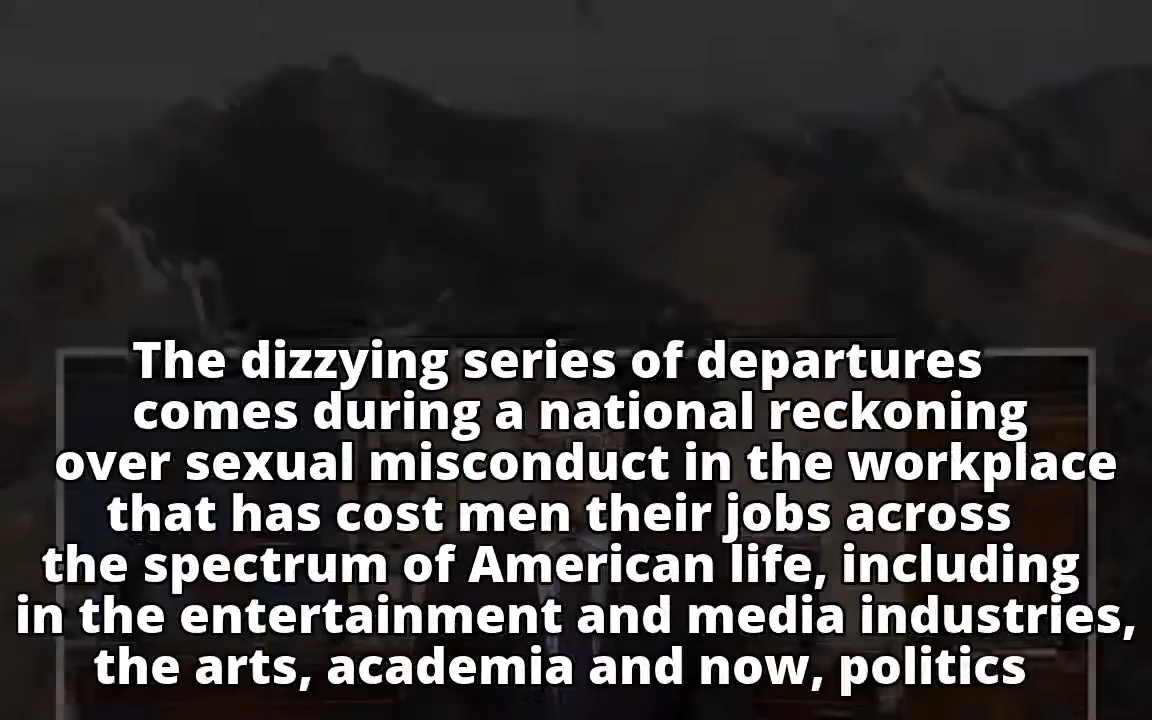 The dizzying series of departures
comes during a national reckoning
over sexual misconduct in the workplace
that has cost men their jobs across
the spectrum of American life, including
in the entertainment and media industries,
the arts, academia and now, politics